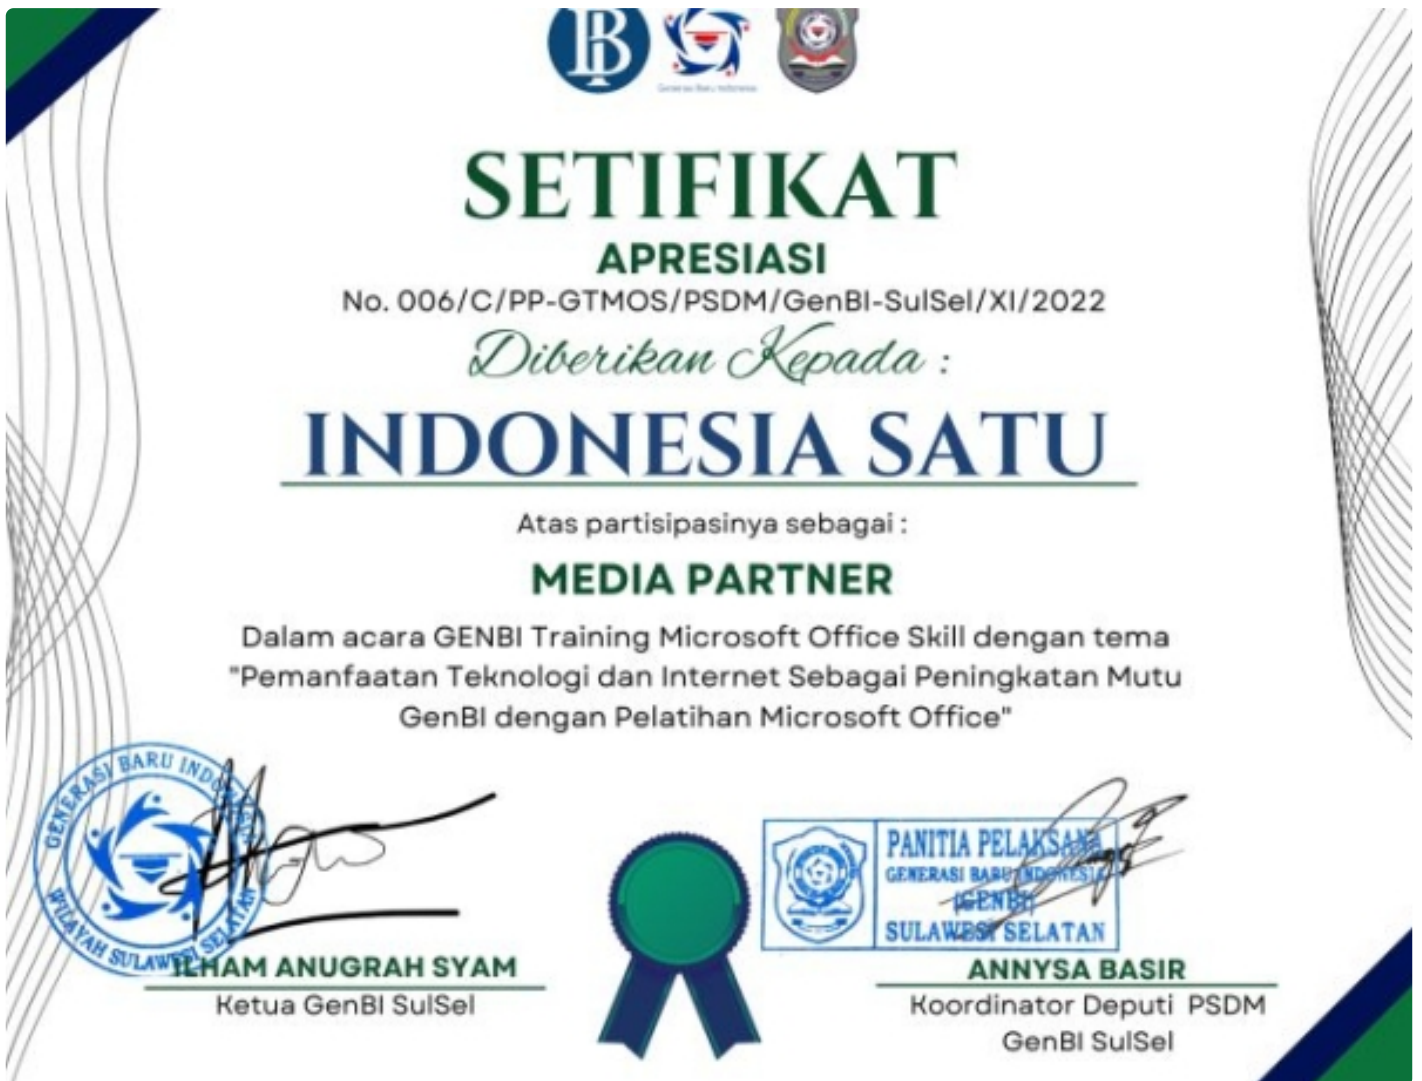 Generasi Baru Indonesia
SETIFIKAT
APRESIASI
No. 006/C/PP-GTMOS/PSDM/GenBI-SulSel/XI/2022
Diberikan Kepada :
INDONESIA SATU
Atas partisipasinya sebagai :
MEDIA PARTNER
Dalam acara GENBI Training Microsoft Office Skill dengan tema
"Pemanfaatan Teknologi dan Internet Sebagai Peningkatan Mutu
GenBI dengan Pelatihan Microsoft Office"
GENERASI BARU INDONESIA
WILAYAH SULAWESI SELATAN
ILHAM ANUGRAH SYAM
Ketua GenBI SulSel
PANITIA PELAKSANA
GENERASI BARU INDONESIA
(GENBI)
SULAWESI SELATAN
ANNYSA BASIR
Koordinator Deputi PSDM
GenBI SulSel